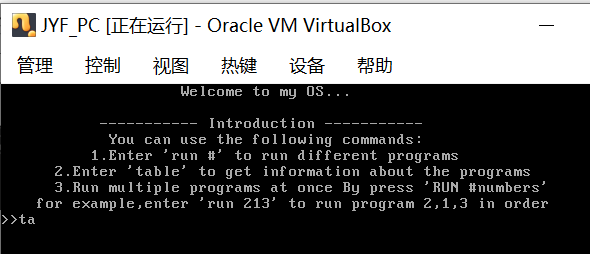 JYF_PC [正在运行] - Oracle VM VirtualBox
管理 控制 视图 热键 设备 帮助
Welcome to my OS...
----------- Introduction -----------
You can use the following commands:
1.Enter 'run #' to run different programs
2.Enter 'table' to get information about the programs
3.Run multiple programs at once By press 'RUN #numbers'
for example,enter 'run 213' to run program 2,1,3 in order
>>ta